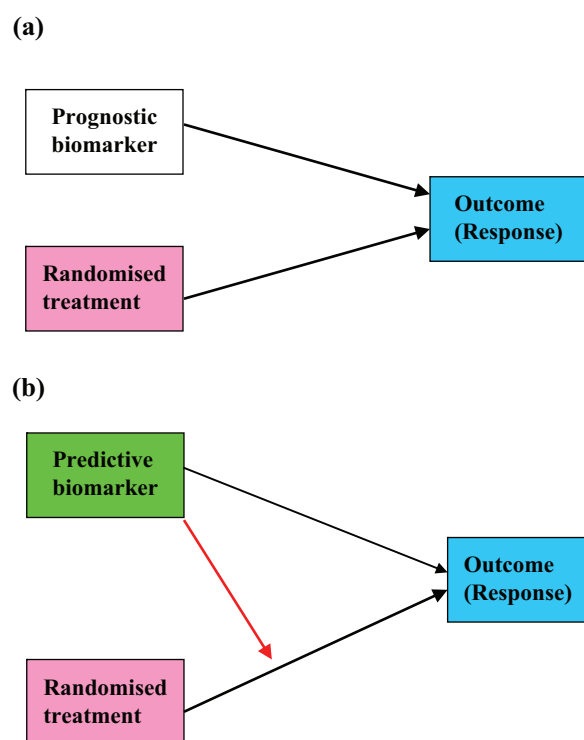 (a)
Prognostic
biomarker
Outcome
(Response)
Randomised
treatment
(b)
Predictive
biomarker
Outcome
(Response)
Randomised
treatment